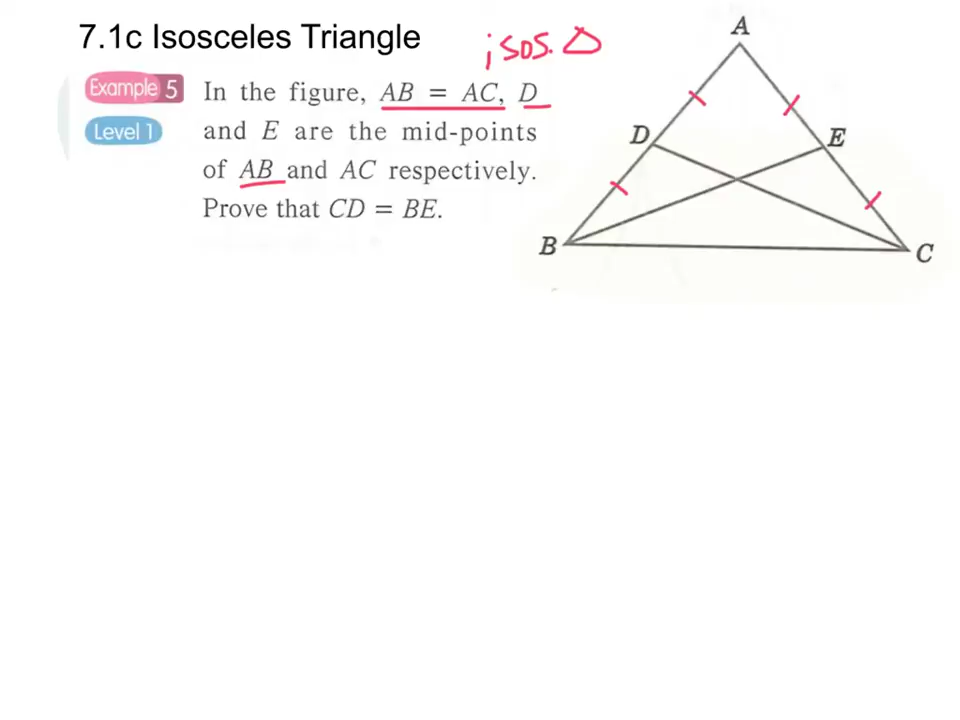 7.1c Isosceles Triangle
isos. Δ
Example 5
Level 1
In the figure, AB = AC, D
and E are the mid-points
of AB and AC respectively.
Prove that CD = BE.
A
D
E
B
C